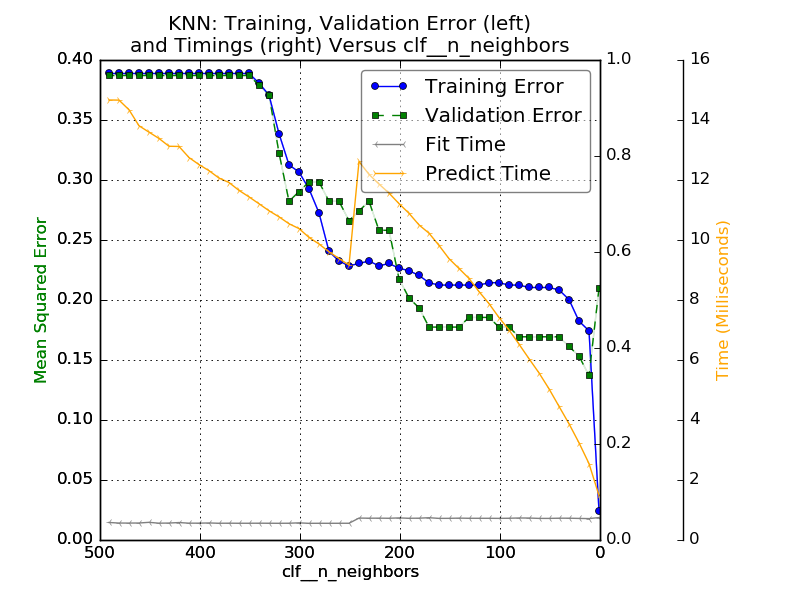 KNN: Training, Validation Error (left)
and Timings (right) Versus clf__n_neighbors
Mean Squared Error
0.40
0.35
0.30
0.25
0.20
0.15
0.10
0.05
0.00
Training Error
Validation Error
Fit Time
Predict Time
1.0
0.8
0.6
0.4
0.2
0.0
16
14
12
10
8
6
4
2
0
Time (Milliseconds)
500 400 300 200 100 0
clf__n_neighbors